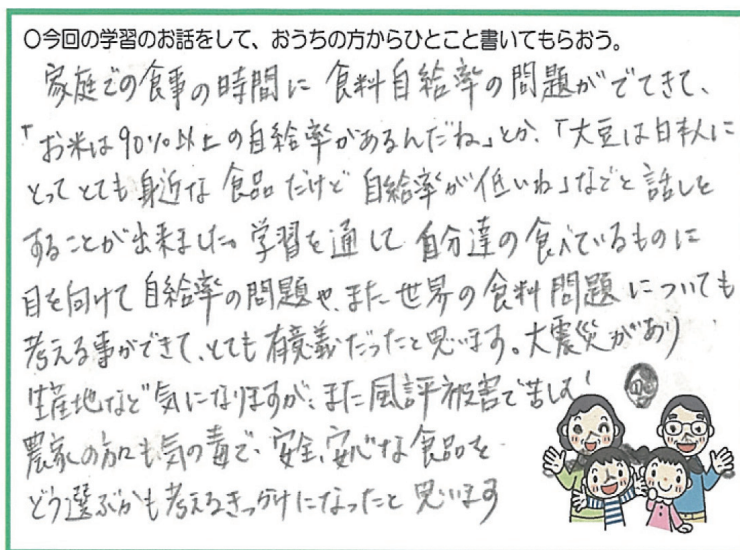 ○今回の学習のお話をして、おうちの方からひとこと書いてもらおう。
家庭での食事の時間に食料自給率の問題がでてきて、
「お米は90%以上の自給率があるんだね」とか、「大豆は日本人に
とってとても身近な食品だけど自給率が低いね」などと話しを
することが出来ました。学習を通して自分達の食べているものに
目を向けて自給率の問題や、また世界の食料問題についても
考える事ができて、とても有意義だったと思います。大震災があり
生産地など気になりますが、また風評被害で苦しむ
農家の方にも気の毒で、安全、安心な食品を
どう選ぶかも考えるきっかけになったと思います